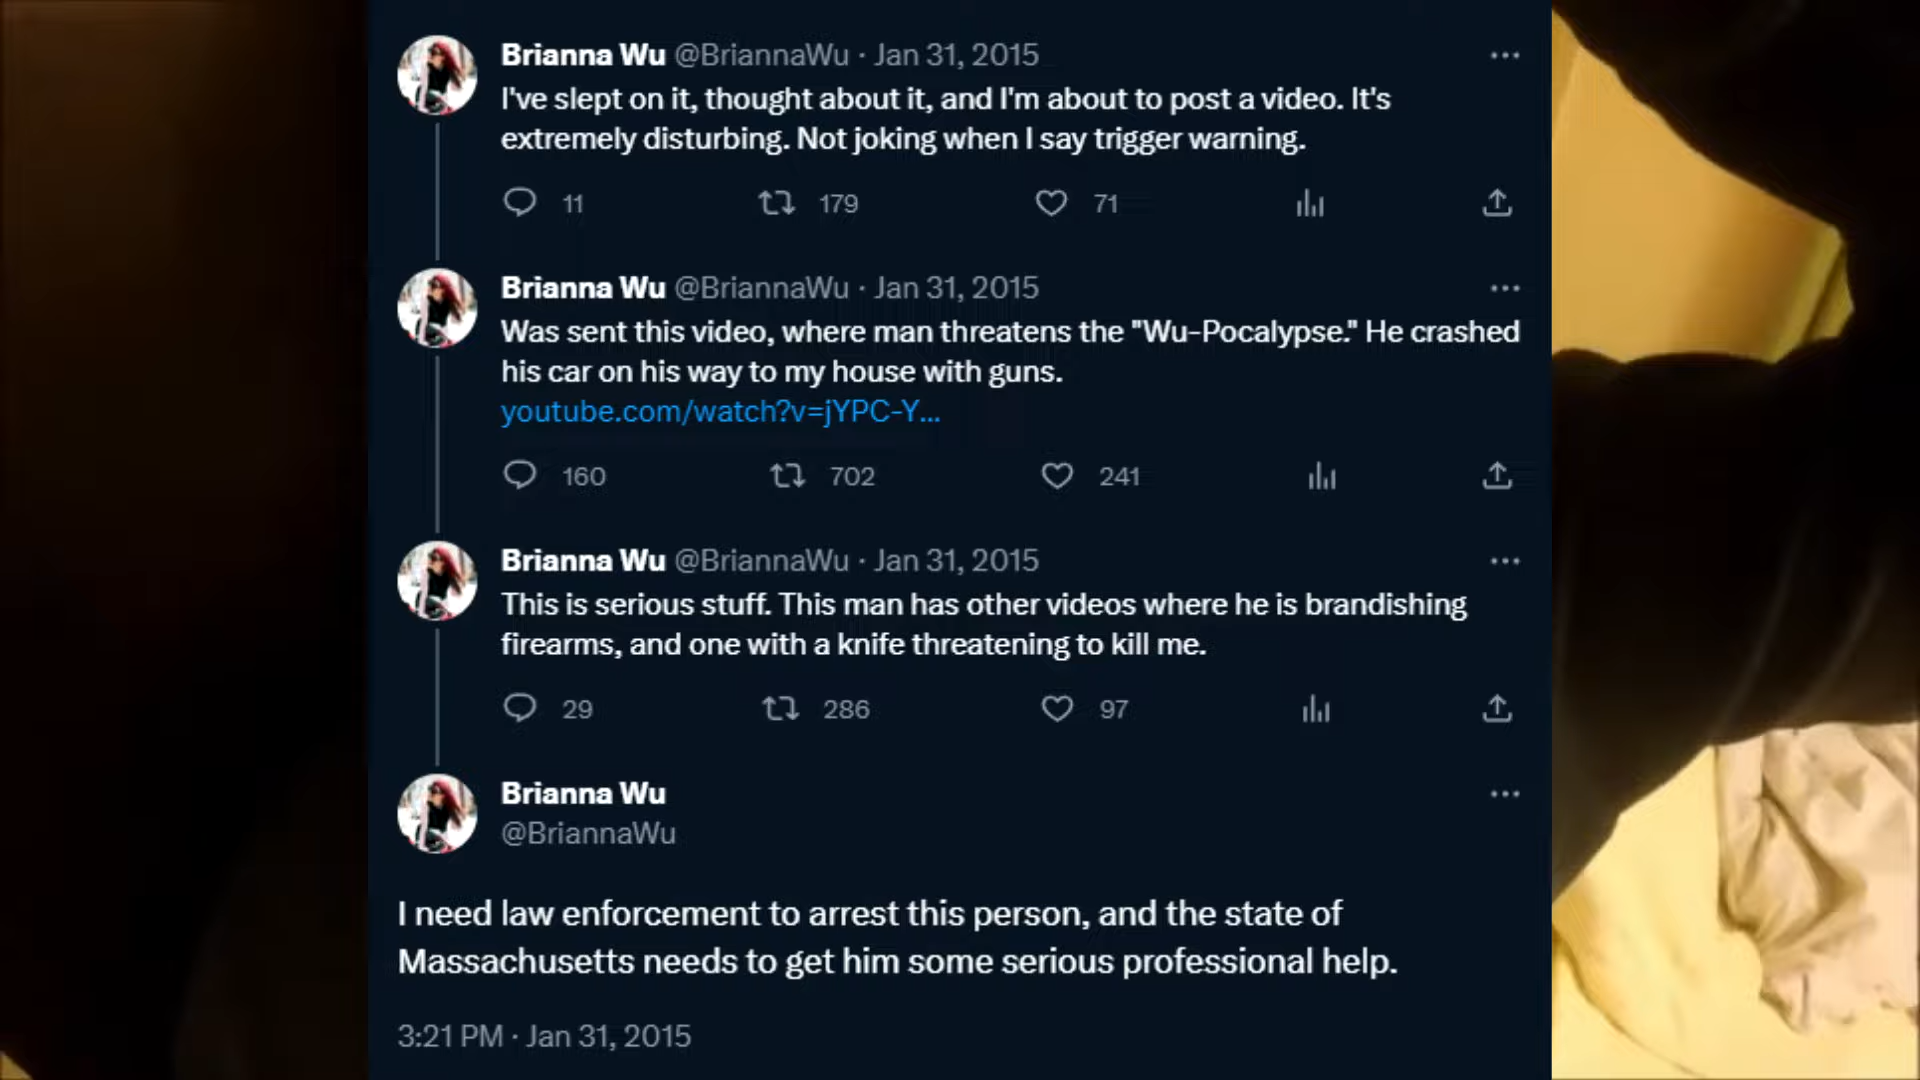 Brianna Wu @BriannaWu · Jan 31, 2015
I've slept on it, thought about it, and I'm about to post a video. It's
extremely disturbing. Not joking when I say trigger warning.
11 179 71
Brianna Wu @BriannaWu · Jan 31, 2015
Was sent this video, where man threatens the "Wu-Pocalypse." He crashed
his car on his way to my house with guns.
youtube.com/watch?v=jYPC-Y...
160 702 241
Brianna Wu @BriannaWu · Jan 31, 2015
This is serious stuff. This man has other videos where he is brandishing
firearms, and one with a knife threatening to kill me.
29 286 97
Brianna Wu
@BriannaWu
I need law enforcement to arrest this person, and the state of
Massachusetts needs to get him some serious professional help.
3:21 PM · Jan 31, 2015